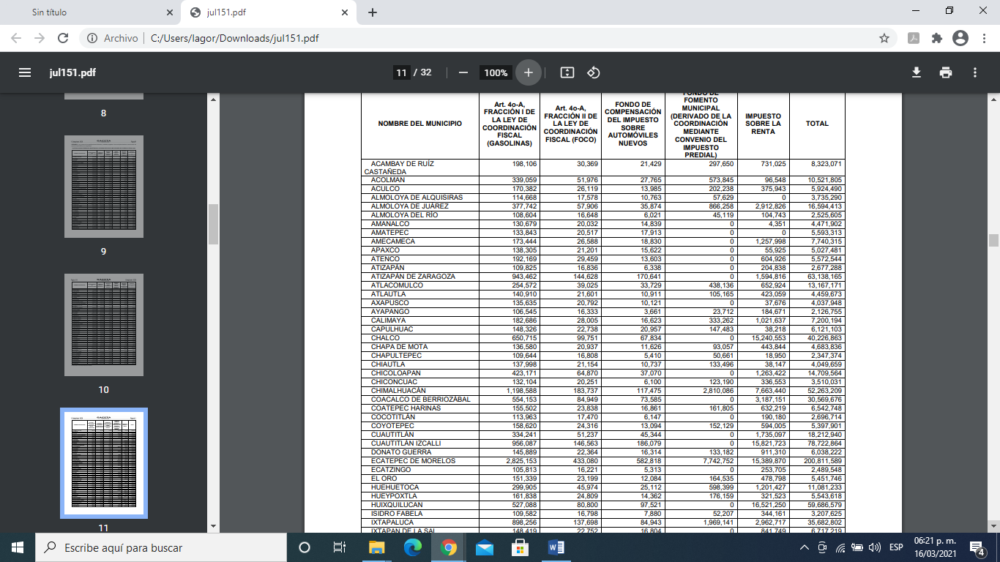 Sin título
jul151.pdf
Archivo C:/Users/lagor/Downloads/jul151.pdf
jul151.pdf
11 / 32
100%
8
9
10
11
NOMBRE DEL MUNICIPIO
Art. 4o-A, FRACCIÓN I DE LA LEY DE COORDINACIÓN FISCAL (GASOLINAS)
Art. 4o-A, FRACCIÓN II DE LA LEY DE COORDINACIÓN FISCAL (FOCO)
FONDO DE COMPENSACIÓN DEL IMPUESTO SOBRE AUTOMÓVILES NUEVOS
FONDO DE FOMENTO MUNICIPAL (DERIVADO DE LA COORDINACIÓN MEDIANTE CONVENIO DEL IMPUESTO PREDIAL)
IMPUESTO SOBRE LA RENTA
TOTAL
ACAMBAY DE RUÍZ CASTAÑEDA 198,106 30,369 21,429 297,650 731,025 8,323,071
ACOLMAN 339,059 51,976 27,765 573,845 96,548 10,521,805
ACULCO 170,382 26,119 13,985 202,238 375,943 5,924,490
ALMOLOYA DE ALQUISIRAS 114,668 17,578 10,763 57,629 0 3,735,290
ALMOLOYA DE JUÁREZ 377,742 57,906 35,874 866,258 2,912,826 16,594,413
ALMOLOYA DEL RÍO 108,604 16,648 6,021 45,119 104,743 2,525,605
AMANALCO 130,679 20,032 14,839 0 4,351 4,471,902
AMATEPEC 133,843 20,517 17,913 0 0 5,593,313
AMECAMECA 173,444 26,588 18,830 0 1,257,998 7,740,315
APAXCO 138,305 21,201 15,622 0 55,925 5,027,481
ATENCO 192,169 29,459 13,603 0 604,926 5,572,544
ATIZAPÁN 109,825 16,836 6,338 0 204,838 2,677,288
ATIZAPÁN DE ZARAGOZA 943,462 144,628 170,641 0 1,594,816 63,138,165
ATLACOMULCO 254,572 39,025 33,729 438,136 652,924 13,167,171
ATLAUTLA 140,910 21,601 10,911 105,165 423,059 4,459,673
AXAPUSCO 135,635 20,792 10,121 0 37,676 4,037,948
AYAPANGO 106,545 16,333 3,661 23,712 184,671 2,126,755
CALIMAYA 182,686 28,005 16,623 333,262 1,021,637 7,200,194
CAPULHUAC 148,326 22,738 20,957 147,483 38,218 6,121,103
CHALCO 650,715 99,751 67,834 0 15,240,553 40,226,863
CHAPA DE MOTA 136,580 20,937 11,626 93,057 443,844 4,683,836
CHAPULTEPEC 109,644 16,808 5,410 50,661 18,950 2,347,374
CHIAUTLA 137,998 21,154 10,737 133,496 38,147 4,049,659
CHICOLOAPAN 423,171 64,870 37,070 0 1,263,422 14,709,564
CHICONCUAC 132,104 20,251 6,100 123,190 336,553 3,510,031
CHIMALHUACÁN 1,198,588 183,737 117,475 2,810,086 7,663,440 52,263,209
COACALCO DE BERRIOZÁBAL 554,153 84,949 73,585 0 3,187,151 30,569,676
COATEPEC HARINAS 155,502 23,838 16,861 161,805 632,219 6,542,748
COCOTITLÁN 113,963 17,470 6,147 0 190,180 2,696,714
COYOTEPEC 158,620 24,316 13,094 152,129 594,005 5,397,901
CUAUTITLÁN 334,241 51,237 45,344 0 1,735,097 18,212,940
CUAUTITLÁN IZCALLI 956,087 146,563 186,079 0 15,821,723 78,722,864
DONATO GUERRA 145,889 22,364 16,314 133,182 911,310 6,038,222
ECATEPEC DE MORELOS 2,825,153 433,080 582,818 7,742,752 15,389,870 200,811,589
ECATZINGO 105,813 16,221 5,313 0 253,705 2,489,548
EL ORO 151,339 23,199 12,084 164,535 478,798 5,451,746
HUEHUETOCA 299,905 45,974 25,112 598,399 1,201,427 11,081,233
HUEYPOXTLA 161,838 24,809 14,362 176,159 321,523 5,543,618
HUIXQUILUCAN 527,088 80,800 97,521 0 16,521,250 59,686,579
ISIDRO FABELA 109,582 16,798 7,880 52,207 344,161 3,207,625
IXTAPALUCA 898,256 137,698 84,943 1,969,141 2,962,717 35,682,802
IXTAPAN DE LA SAL 148,419 22,752 16,804 0 841,749 6,717,219
Escribe aquí para buscar
ESP
06:21 p. m.
16/03/2021
4